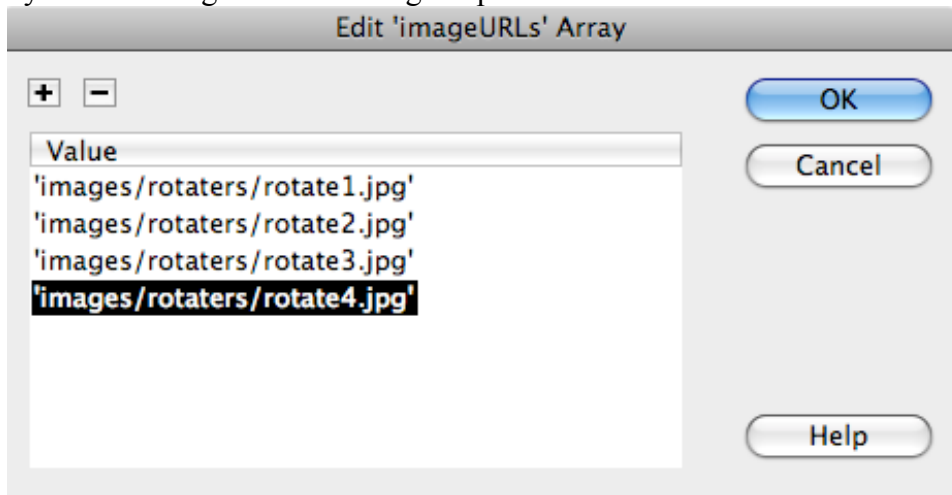 Edit 'imageURLs' Array
+ −
OK
Value
Cancel
'images/rotaters/rotate1.jpg'
'images/rotaters/rotate2.jpg'
'images/rotaters/rotate3.jpg'
'images/rotaters/rotate4.jpg'
Help